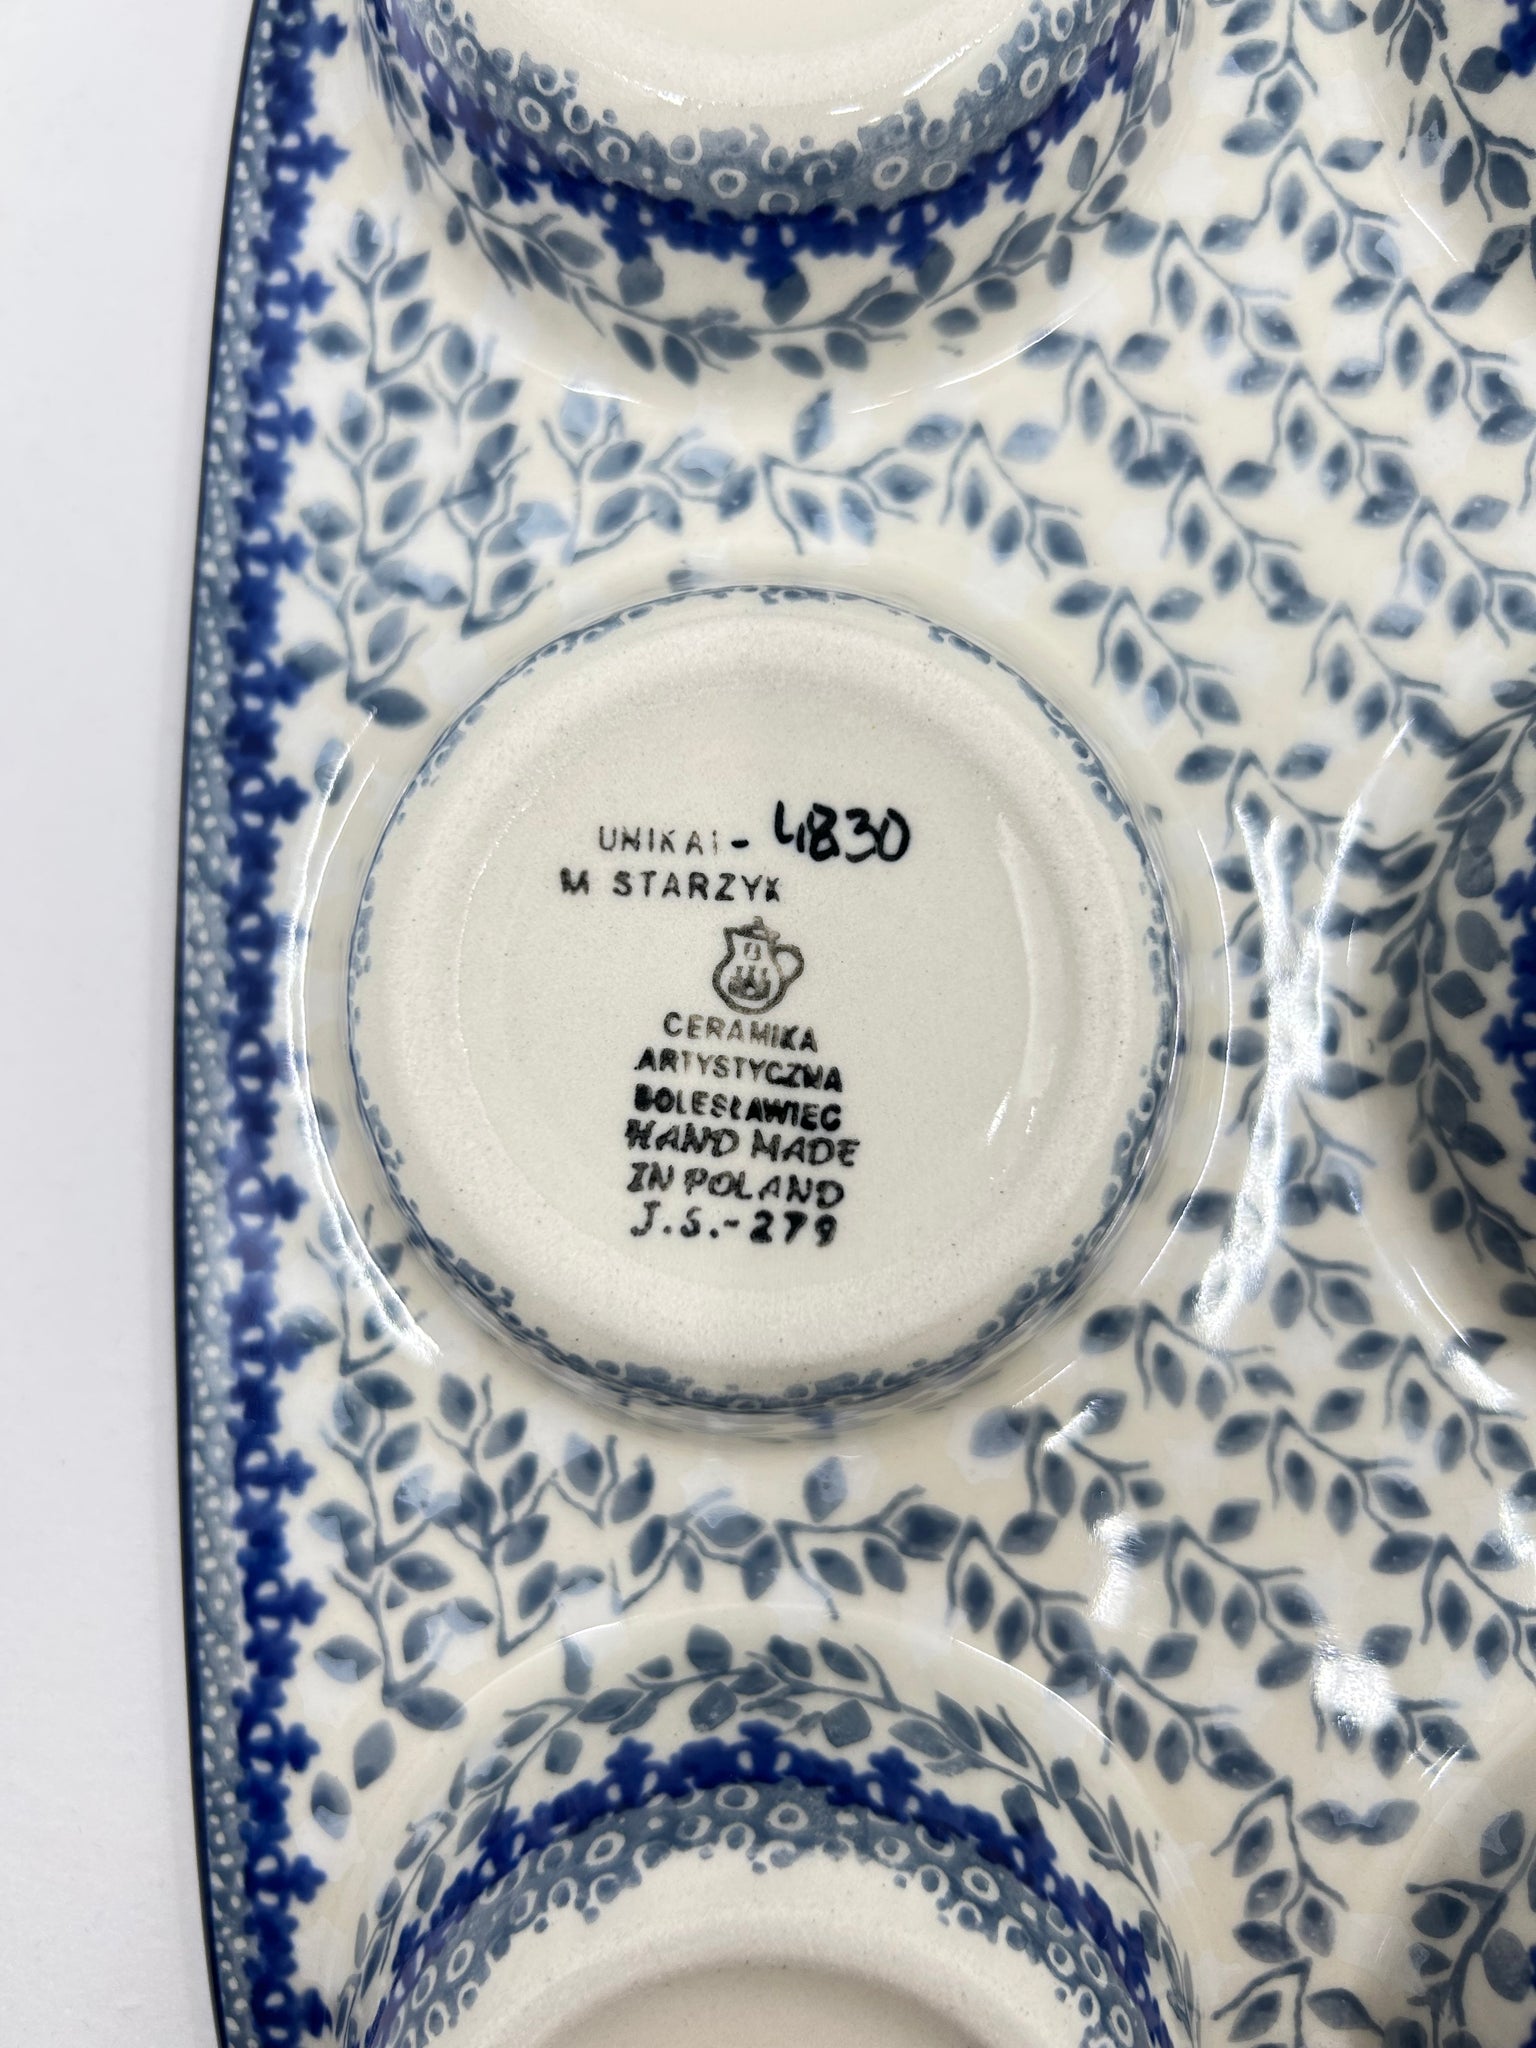 UNIKAT - 4830
M STARZYK
CERAMIKA
ARTYSTYCZNA
BOLESŁAWIEC
HAND MADE
IN POLAND
J.S.-279